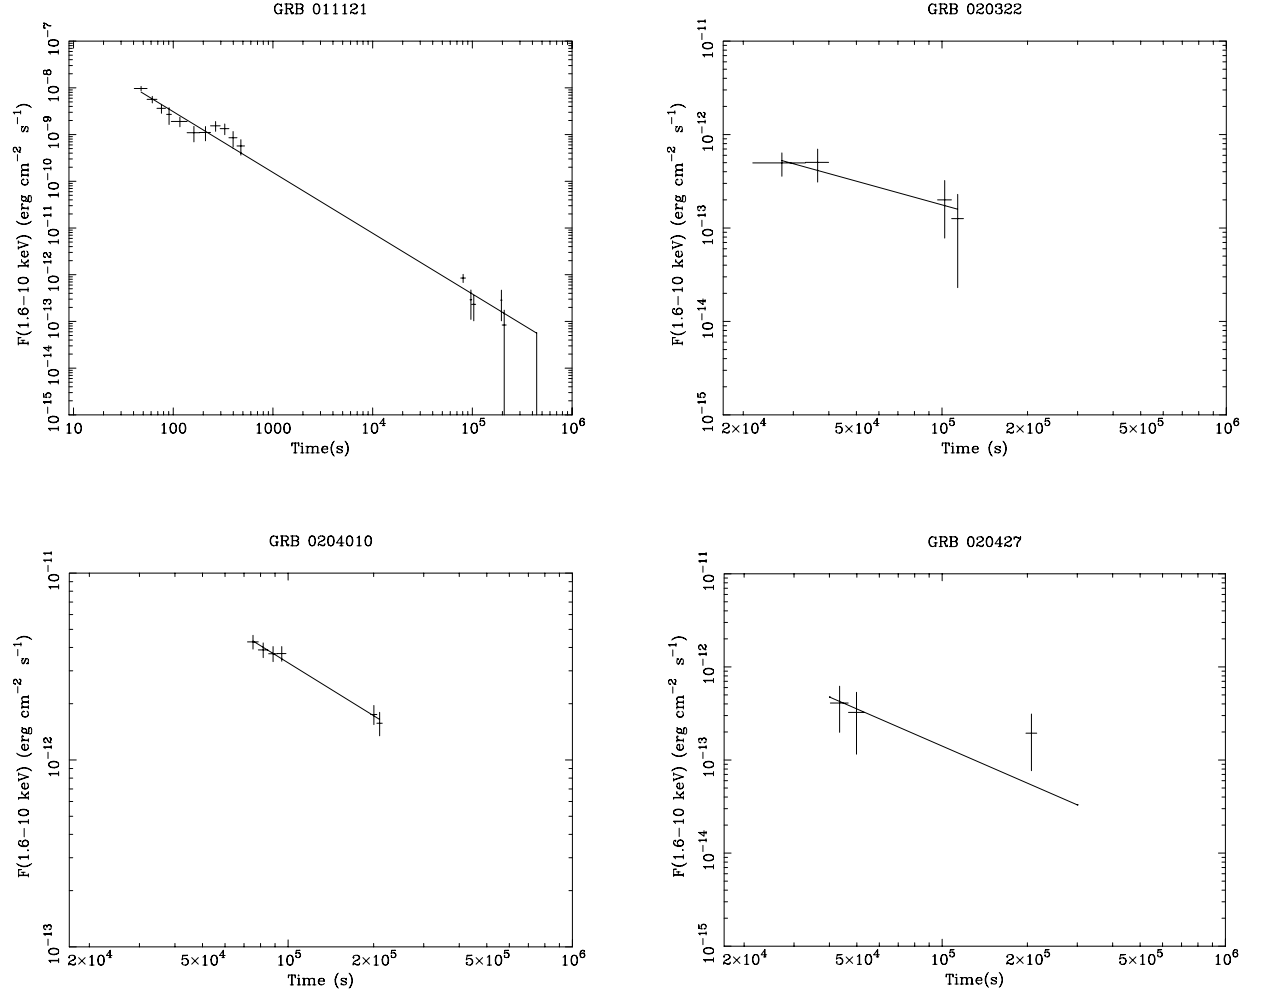 GRB 011121
F(1.6−10 keV) (erg cm⁻² s⁻¹)
10⁻⁷
10⁻⁸
10⁻⁹
10⁻¹⁰
10⁻¹¹
10⁻¹²
10⁻¹³
10⁻¹⁴
10⁻¹⁵
10 100 1000 10⁴ 10⁵ 10⁶
Time(s)
GRB 020322
F(1.6−10 keV) (erg cm⁻² s⁻¹)
10⁻¹¹
10⁻¹²
10⁻¹³
10⁻¹⁴
10⁻¹⁵
2×10⁴ 5×10⁴ 10⁵ 2×10⁵ 5×10⁵ 10⁶
Time (s)
GRB 0204010
F(1.6−10 keV) (erg cm⁻² s⁻¹)
10⁻¹¹
10⁻¹²
10⁻¹³
2×10⁴ 5×10⁴ 10⁵ 2×10⁵ 5×10⁵ 10⁶
Time (s)
GRB 020427
F(1.6−10 keV) (erg cm⁻² s⁻¹)
10⁻¹¹
10⁻¹²
10⁻¹³
10⁻¹⁴
10⁻¹⁵
2×10⁴ 5×10⁴ 10⁵ 2×10⁵ 5×10⁵ 10⁶
Time(s)